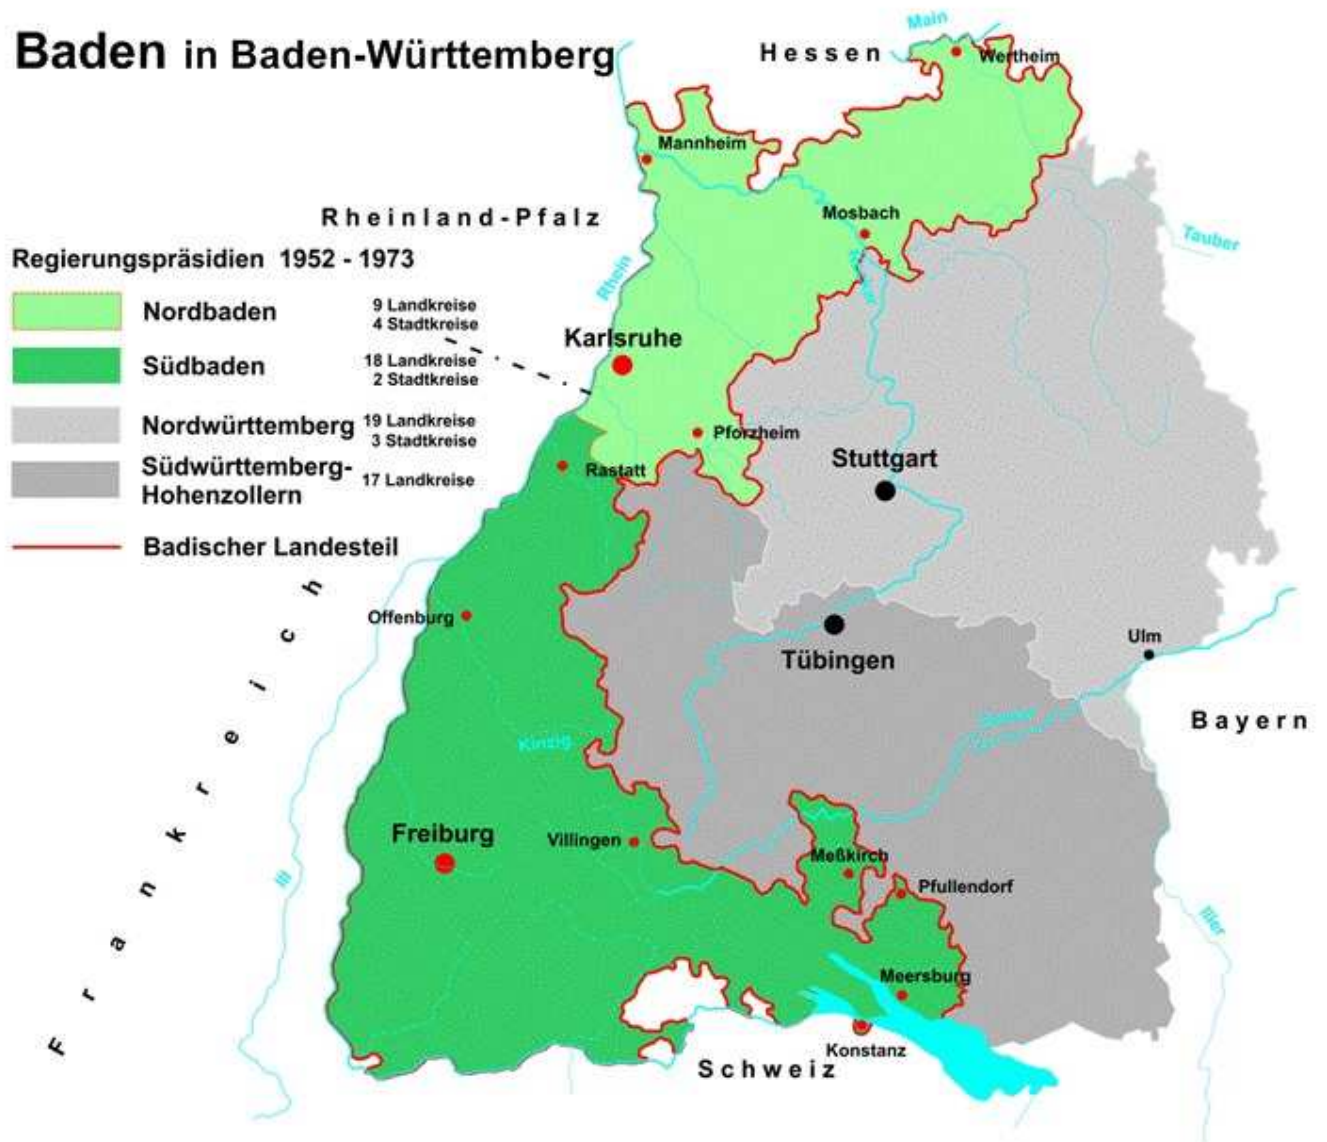 Baden in Baden-Württemberg
Main
Hessen
Wertheim
Mannheim
Rheinland-Pfalz
Mosbach
Tauber
Regierungspräsidien 1952 - 1973
Rhein
Nordbaden
9 Landkreise
4 Stadtkreise
Karlsruhe
Südbaden
18 Landkreise
2 Stadtkreise
Nordwürttemberg
19 Landkreise
3 Stadtkreise
Pforzheim
Stuttgart
Südwürttemberg-
Hohenzollern
17 Landkreise
Rastatt
Badischer Landesteil
Frankreich
Offenburg
Ulm
Tübingen
Bayern
Donau
Kinzig
Freiburg
Villingen
Meßkirch
Ill
Pfullendorf
Iller
Meersburg
Konstanz
Schweiz